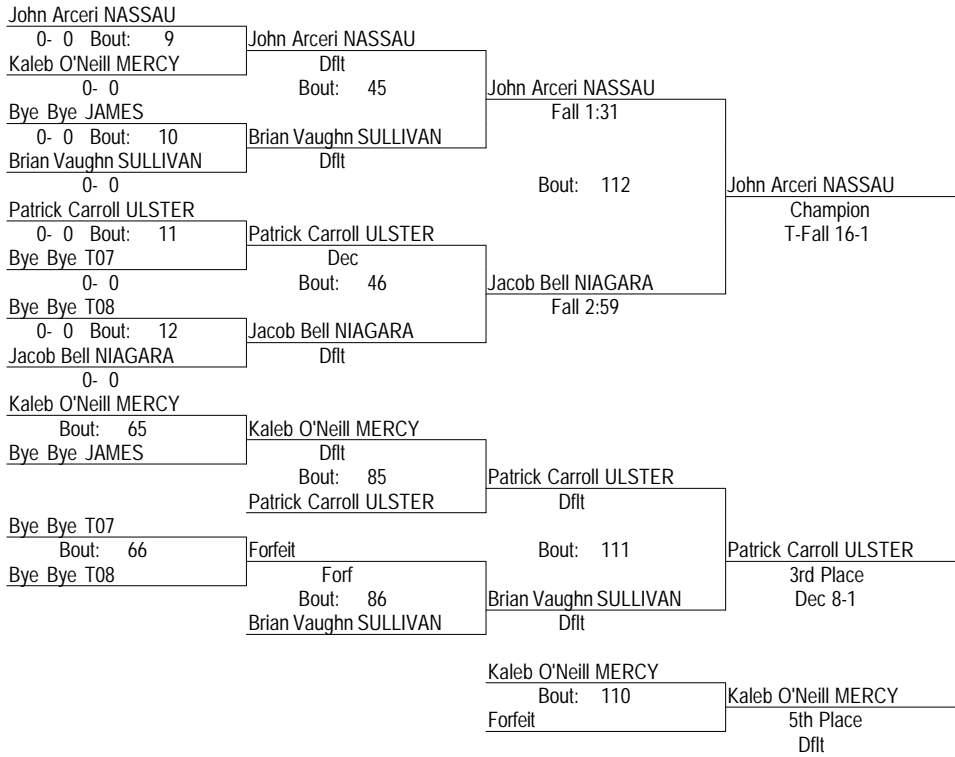 John Arceri NASSAU
0- 0 Bout: 9 John Arceri NASSAU
Kaleb O'Neill MERCY Dflt
0- 0 Bout: 45 John Arceri NASSAU
Bye Bye JAMES Fall 1:31
0- 0 Bout: 10 Brian Vaughn SULLIVAN
Brian Vaughn SULLIVAN Dflt
0- 0 Bout: 112 John Arceri NASSAU
Patrick Carroll ULSTER Champion
0- 0 Bout: 11 Patrick Carroll ULSTER T-Fall 16-1
Bye Bye T07 Dec
0- 0 Bout: 46 Jacob Bell NIAGARA
Bye Bye T08 Fall 2:59
0- 0 Bout: 12 Jacob Bell NIAGARA
Jacob Bell NIAGARA Dflt
0- 0
Kaleb O'Neill MERCY
Bout: 65 Kaleb O'Neill MERCY
Bye Bye JAMES Dflt
Bout: 85 Patrick Carroll ULSTER
Patrick Carroll ULSTER Dflt
Bye Bye T07
Bout: 66 Forfeit Bout: 111 Patrick Carroll ULSTER
Bye Bye T08 Forf 3rd Place
Bout: 86 Brian Vaughn SULLIVAN Dec 8-1
Brian Vaughn SULLIVAN Dflt
Kaleb O'Neill MERCY
Bout: 110 Kaleb O'Neill MERCY
Forfeit 5th Place
Dflt